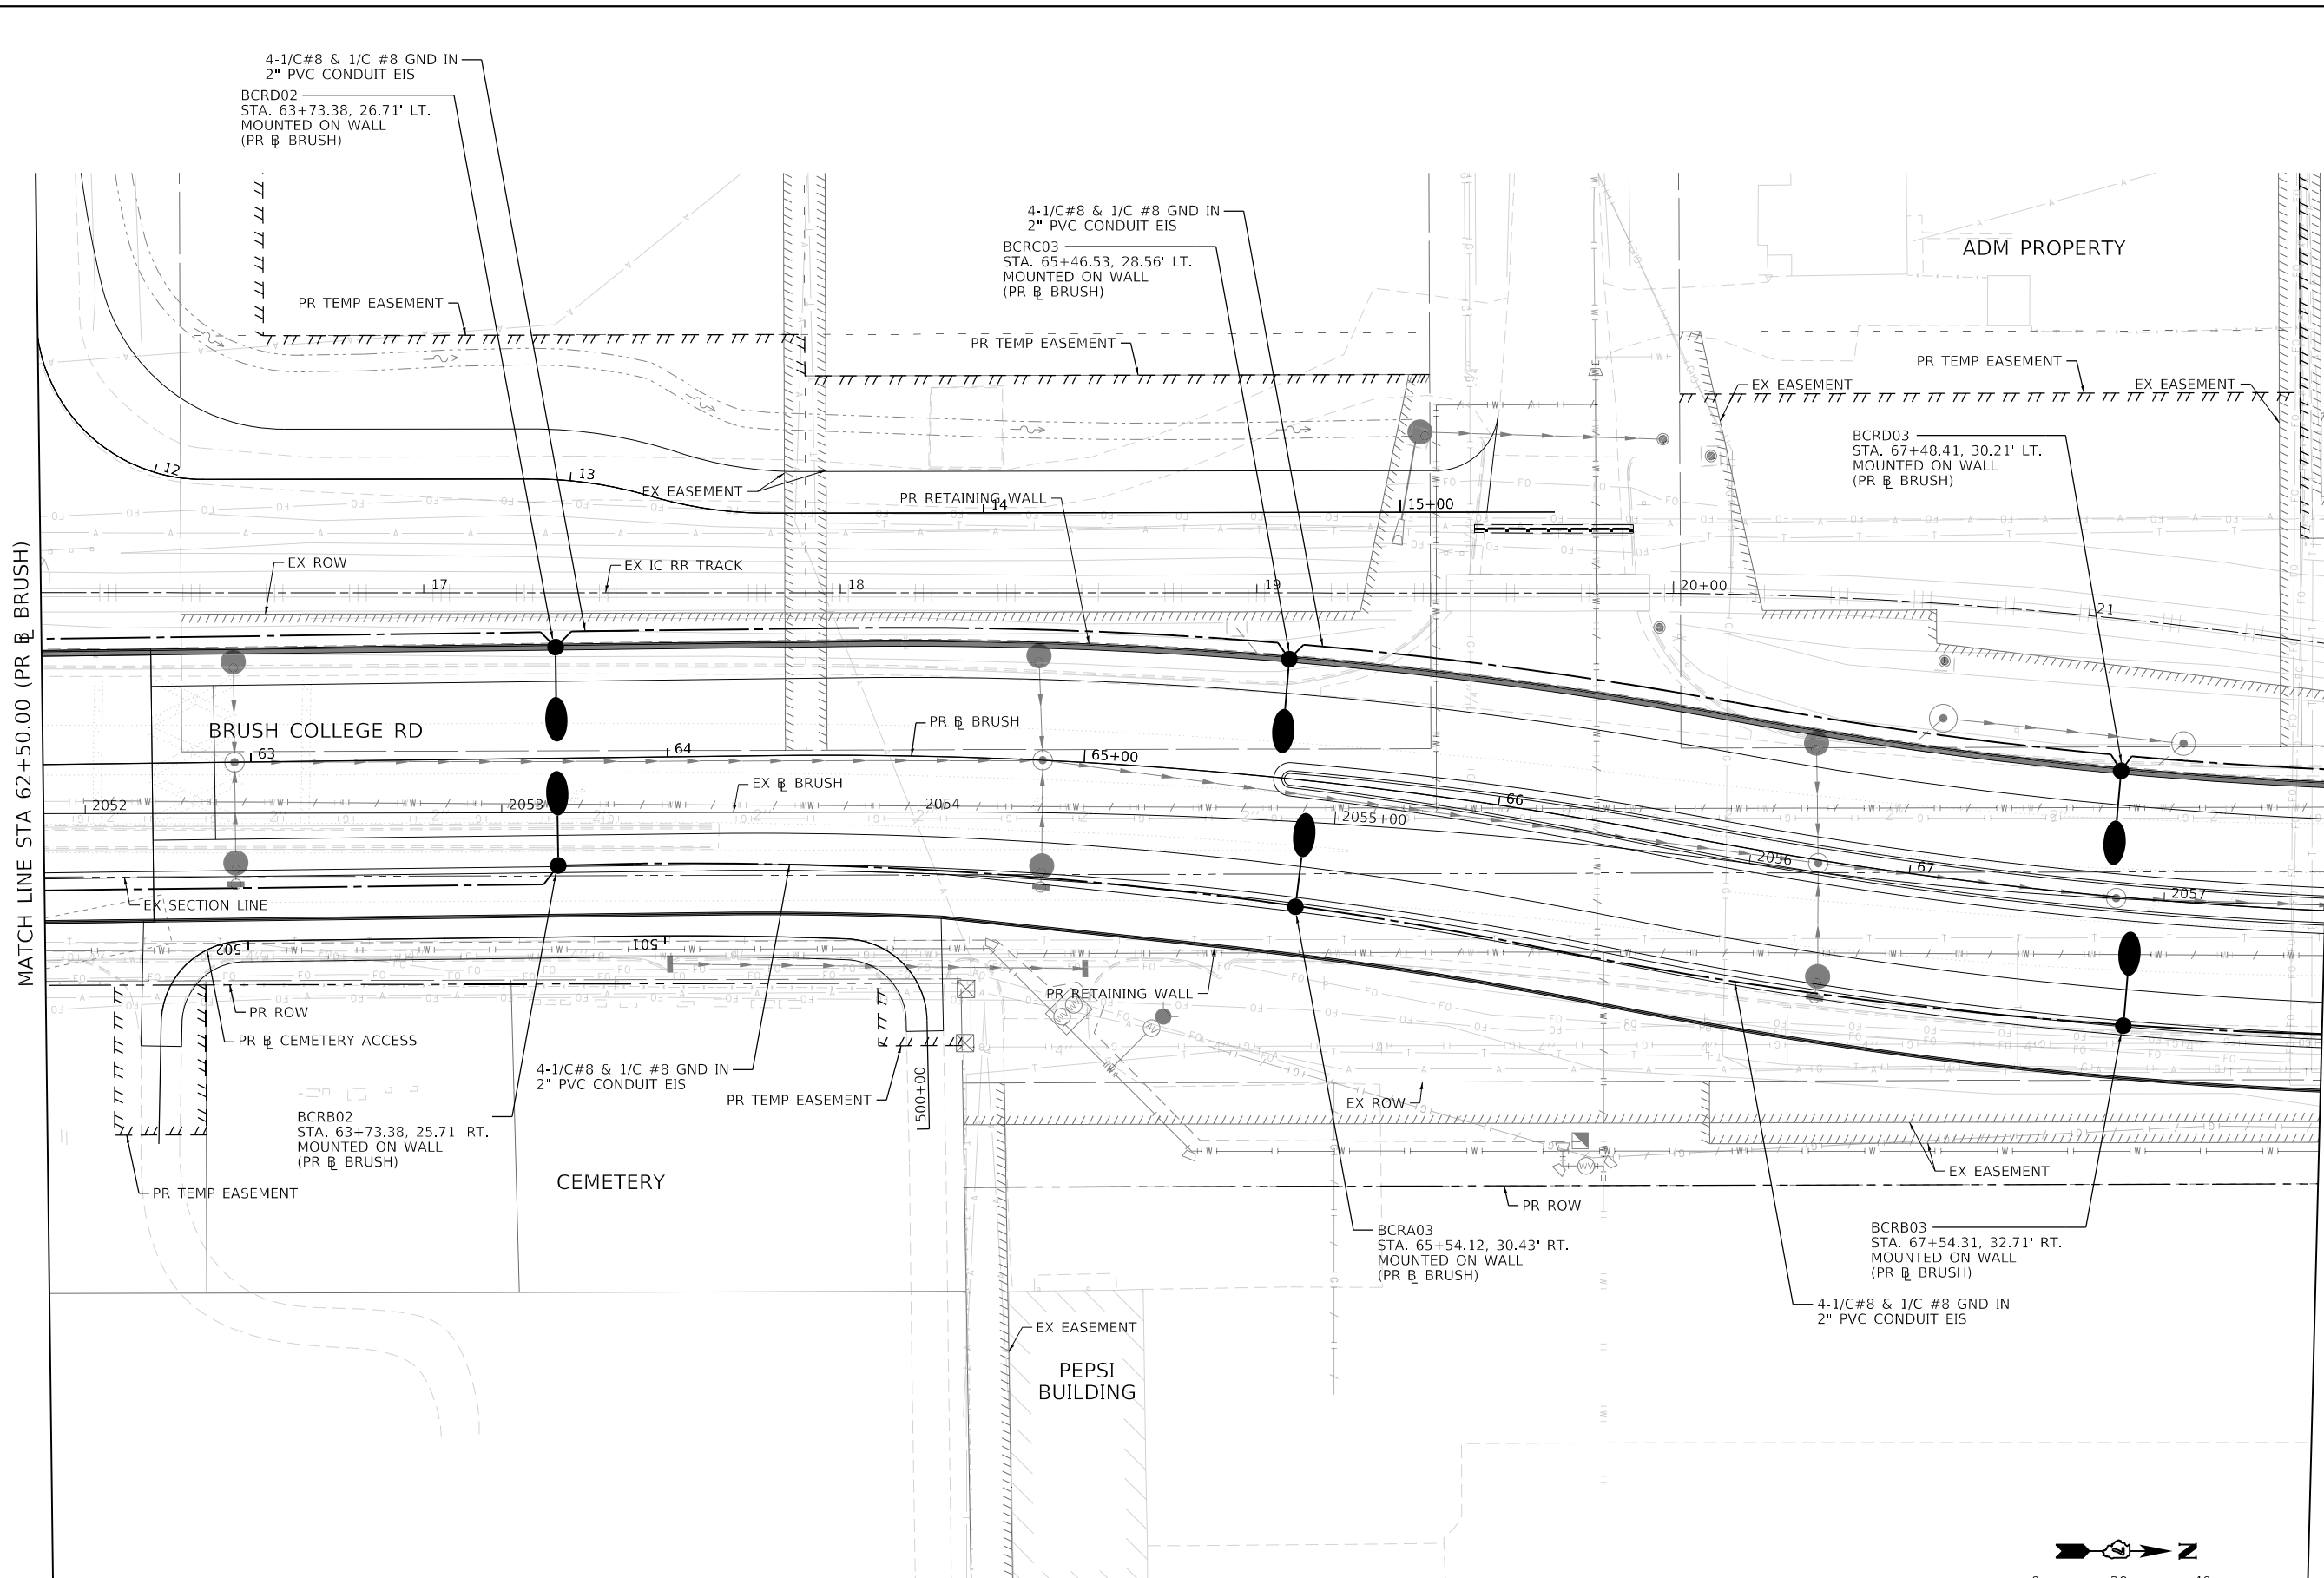 4-1/C#8 & 1/C #8 GND IN
2" PVC CONDUIT EIS
BCRD02
STA. 63+73.38, 26.71' LT.
MOUNTED ON WALL
(PR ℄ BRUSH)
4-1/C#8 & 1/C #8 GND IN
2" PVC CONDUIT EIS
BCRC03
STA. 65+46.53, 28.56' LT.
MOUNTED ON WALL
(PR ℄ BRUSH)
ADM PROPERTY
PR TEMP EASEMENT
PR TEMP EASEMENT
PR TEMP EASEMENT
EX EASEMENT
EX EASEMENT
BCRD03
STA. 67+48.41, 30.21' LT.
MOUNTED ON WALL
(PR ℄ BRUSH)
12
13
EX EASEMENT
PR RETAINING WALL
14
15+00
EX ROW
EX IC RR TRACK
17
18
19
20+00
21
MATCH LINE STA 62+50.00 (PR ℄ BRUSH)
BRUSH COLLEGE RD
PR ℄ BRUSH
63
64
65+00
66
67
EX ℄ BRUSH
2052
2053
2054
2055+00
2056
2057
EX SECTION LINE
502
501
PR ROW
PR ℄ CEMETERY ACCESS
PR RETAINING WALL
4-1/C#8 & 1/C #8 GND IN
2" PVC CONDUIT EIS
PR TEMP EASEMENT
500+00
EX ROW
BCRB02
STA. 63+73.38, 25.71' RT.
MOUNTED ON WALL
(PR ℄ BRUSH)
CEMETERY
PR TEMP EASEMENT
EX EASEMENT
PR ROW
BCRA03
STA. 65+54.12, 30.43' RT.
MOUNTED ON WALL
(PR ℄ BRUSH)
BCRB03
STA. 67+54.31, 32.71' RT.
MOUNTED ON WALL
(PR ℄ BRUSH)
4-1/C#8 & 1/C #8 GND IN
2" PVC CONDUIT EIS
EX EASEMENT
PEPSI
BUILDING
N